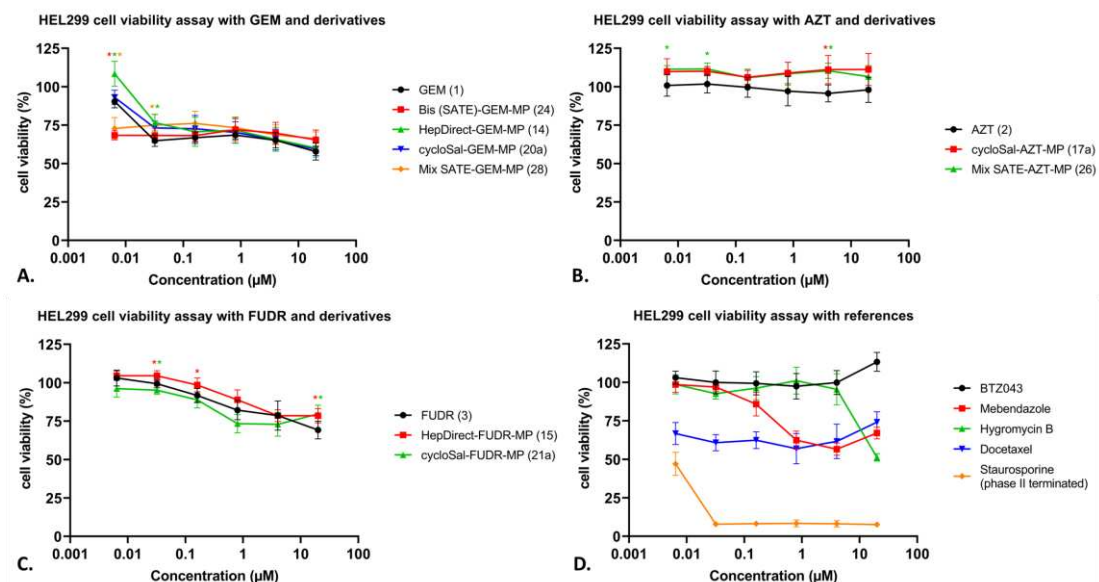 HEL299 cell viability assay with GEM and derivatives
* * *
* *
125
100
75
50
25
0
cell viability (%)
0.001
0.01
0.1
1
10
100
Concentration (µM)
GEM (1)
Bis (SATE)-GEM-MP (24)
HepDirect-GEM-MP (14)
cycloSal-GEM-MP (20a)
Mix SATE-GEM-MP (28)
A.
HEL299 cell viability assay with AZT and derivatives
* * * *
125
100
75
50
25
0
cell viability (%)
0.001
0.01
0.1
1
10
100
Concentration (µM)
AZT (2)
cycloSal-AZT-MP (17a)
Mix SATE-AZT-MP (26)
B.
HEL299 cell viability assay with FUDR and derivatives
* * * * *
125
100
75
50
25
0
cell viability (%)
0.001
0.01
0.1
1
10
100
Concentration (µM)
FUDR (3)
HepDirect-FUDR-MP (15)
cycloSal-FUDR-MP (21a)
C.
HEL299 cell viability assay with references
125
100
75
50
25
0
cell viability (%)
0.001
0.01
0.1
1
10
100
Concentration (µM)
BTZ043
Mebendazole
Hygromycin B
Docetaxel
Staurosporine
(phase II terminated)
D.